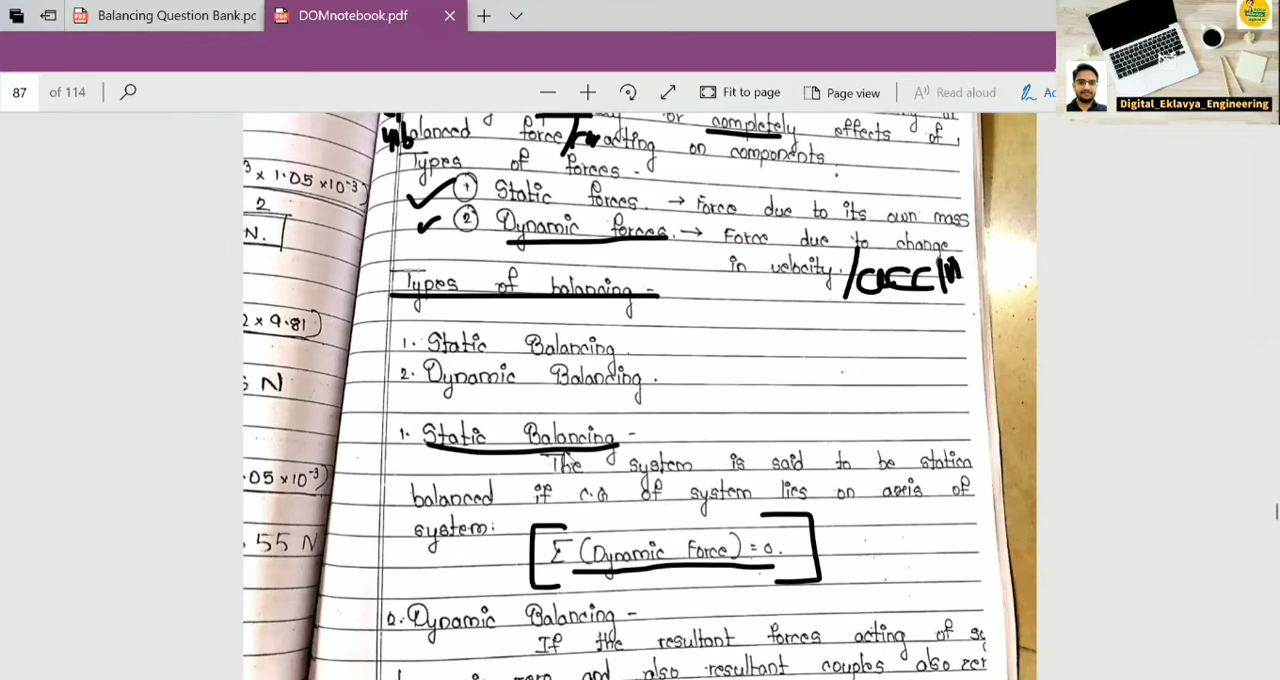 Balancing Question Bank.pc
DOMnotebook.pdf
87 of 114
Fit to page
Page view
Read aloud
Digital_Eklavya_Engineering
or completely effects of
balanced force acting on components.
Types of forces -
① Static forces. → Force due to its own mass
② Dynamic forces. → Force due to change
in velocity. /accln
Types of balancing -
1. Static Balancing.
2. Dynamic Balancing.
1. Static Balancing -
The system is said to be statica
balanced if C.G of system lies on axis of
system:
Σ (Dynamic Force) = 0.
2. Dynamic Balancing -
If the resultant forces acting of sy
and also resultant couples also zer
3 × 1.05 ×10⁻³)
2
N.
2 × 9.81)
N
.05 ×10⁻³)
.55 N